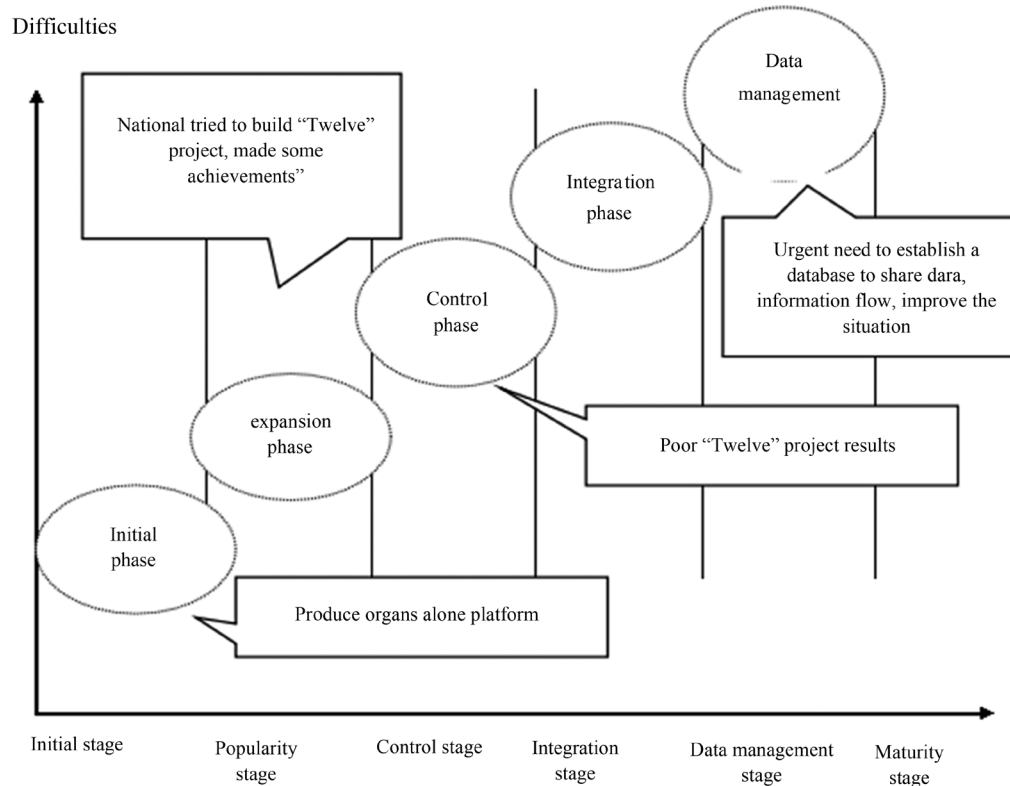 Difficulties
Data
management
National tried to build “Twelve”
project, made some
achievements”
Integration
phase
Urgent need to establish a
database to share dara,
information flow, improve the
situation
Control
phase
expansion
phase
Poor “Twelve” project results
Initial
phase
Produce organs alone platform
Initial stage
Popularity
stage
Control stage
Integration
stage
Data management
stage
Maturity
stage